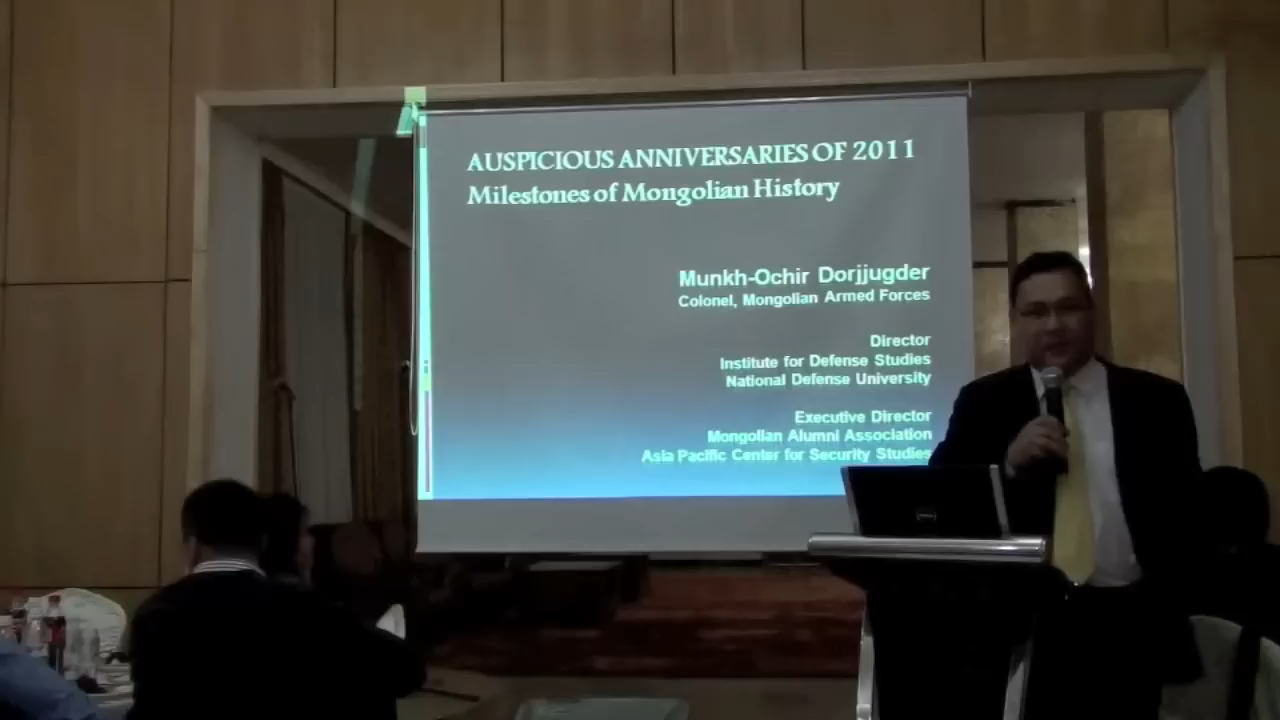 AUSPICIOUS ANNIVERSARIES OF 2011
Milestones of Mongolian History
Munkh-Ochir Dorjjugder
Colonel, Mongolian Armed Forces
Director
Institute for Defense Studies
National Defense University
Executive Director
Mongolian Alumni Association
Asia Pacific Center for Security Studies
DELL